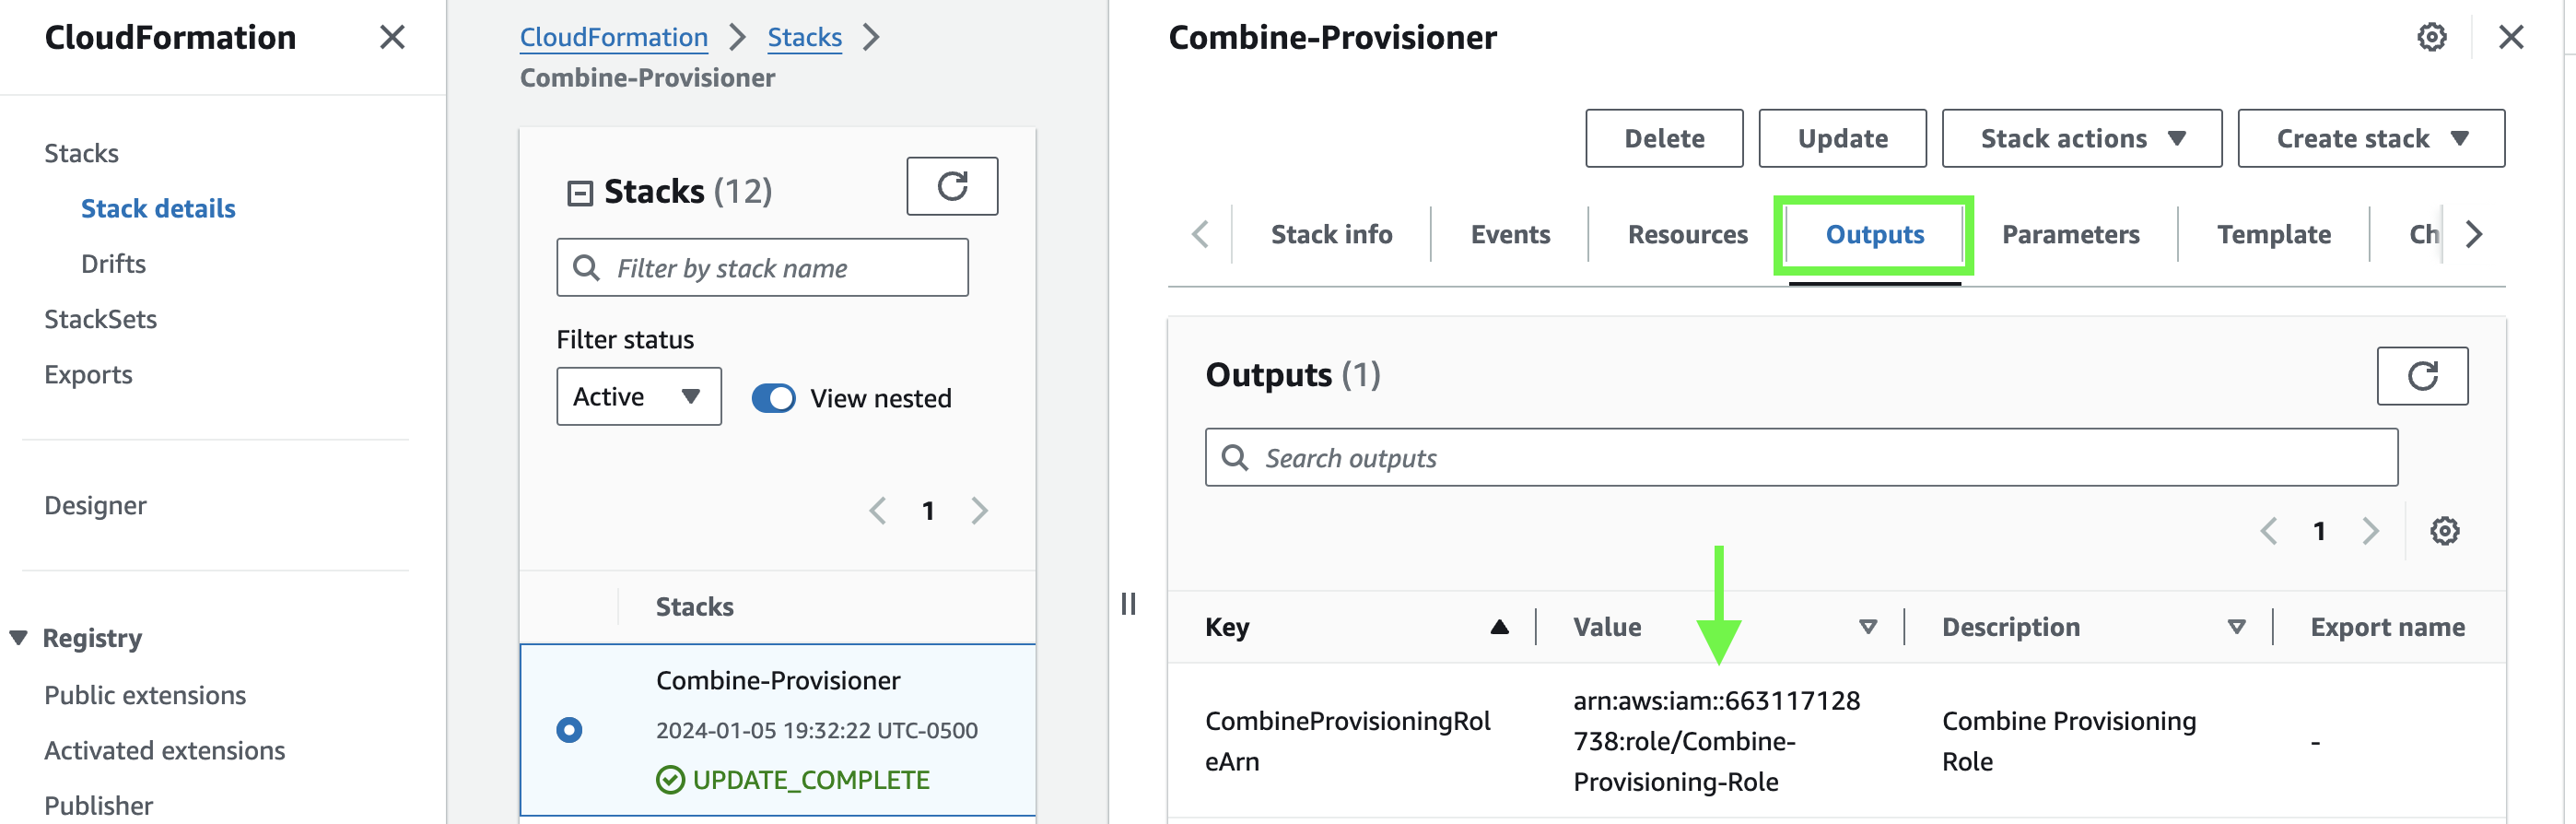 CloudFormation
Stacks
Stack details
Drifts
StackSets
Exports
Designer
Registry
Public extensions
Activated extensions
Publisher
CloudFormation > Stacks >
Combine-Provisioner
Stacks (12)
Filter by stack name
Filter status
Active
View nested
1
Stacks
Combine-Provisioner
2024-01-05 19:32:22 UTC-0500
UPDATE_COMPLETE
Combine-Provisioner
Delete Update Stack actions Create stack
Stack info Events Resources Outputs Parameters Template Ch
Outputs (1)
Search outputs
1
Key Value Description Export name
CombineProvisioningRol
eArn
arn:aws:iam::663117128
738:role/Combine-
Provisioning-Role
Combine Provisioning
Role
-